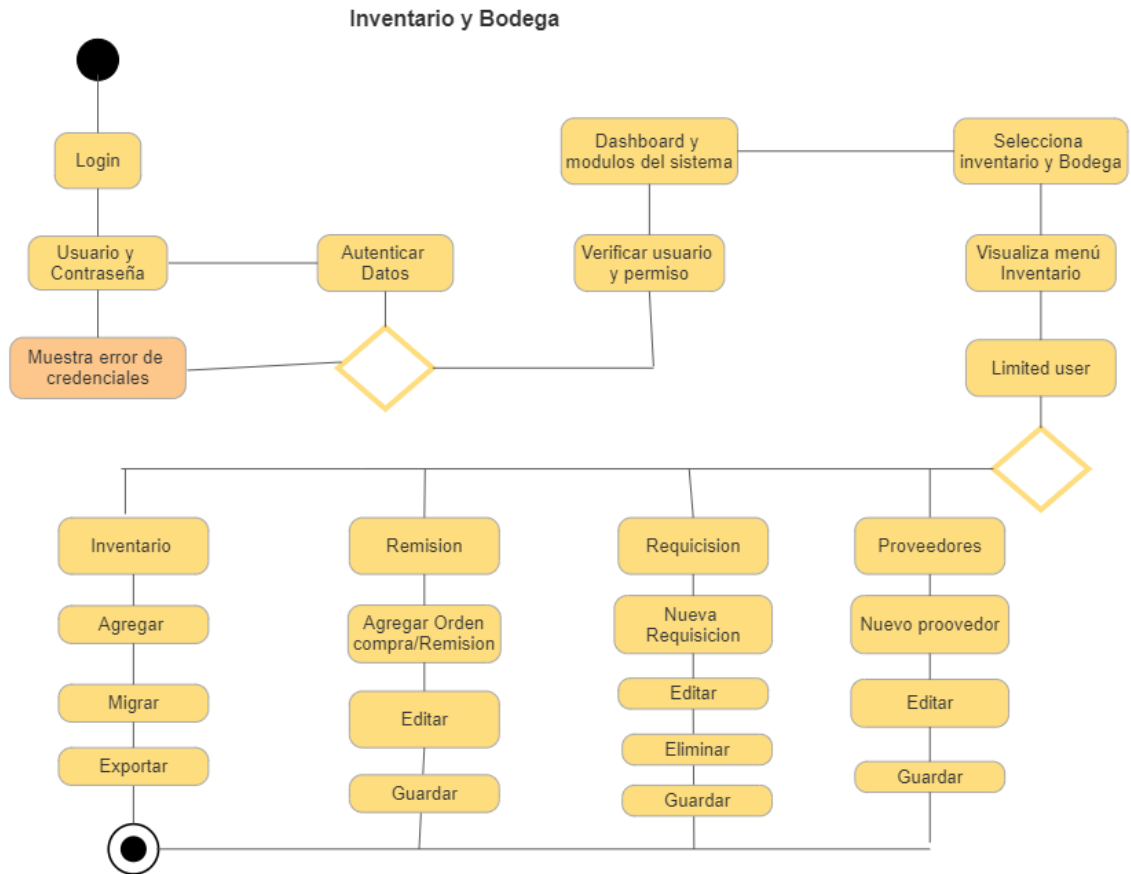 Inventario y Bodega
Login
Usuario y
Contraseña
Muestra error de
credenciales
Autenticar
Datos
Verificar usuario
y permiso
Dashboard y
modulos del sistema
Selecciona
inventario y Bodega
Visualiza menú
Inventario
Limited user
Inventario
Agregar
Migrar
Exportar
Remision
Agregar Orden
compra/Remision
Editar
Guardar
Requicision
Nueva
Requisicion
Editar
Eliminar
Guardar
Proveedores
Nuevo proovedor
Editar
Guardar